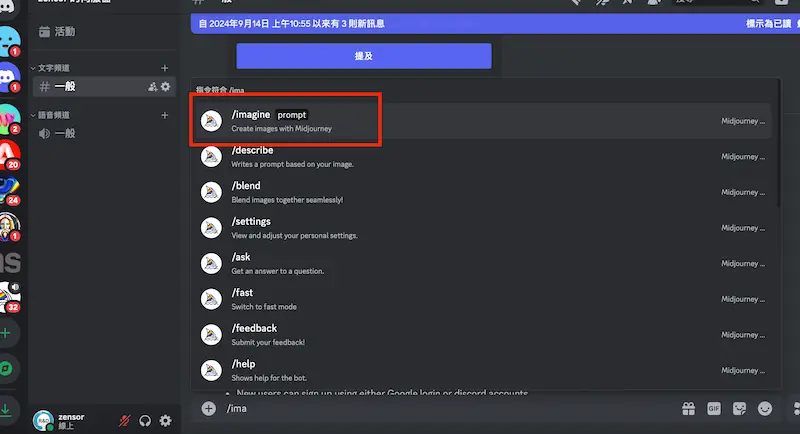 自 2024年9月14日 上午10:55 以來有 3 則新訊息
標示為已讀
活動
提及
文字頻道
一般
語音頻道
一般
指令符合 /ima
/imagine prompt
Create images with Midjourney
Midjourney ...
/describe
Writes a prompt based on your image.
Midjourney ...
/blend
Blend images together seamlessly!
Midjourney ...
/settings
View and adjust your personal settings.
Midjourney ...
/ask
Get an answer to a question.
Midjourney ...
/fast
Switch to fast mode
Midjourney ...
/feedback
Submit your feedback!
Midjourney ...
/help
Shows help for the bot.
Midjourney ...
New users can sign up using either Google login or discord accounts
/ima
GIF
zensor
線上
1
1
2
20
24
1
32